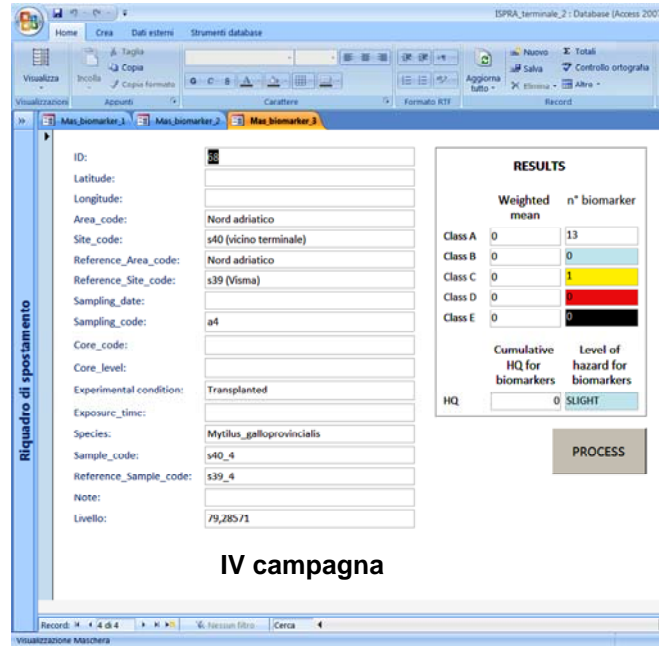 ISPRA_terminale_2 : Database (Access 2007
Home Crea Dati esterni Strumenti database
Visualizza
Incolla
Taglia
Copia
Copia formato
G C S A
Aggiorna tutto
Nuovo
Salva
Elimina
Totali
Controllo ortografia
Altro
Visualizzazioni Appunti Carattere Formato RTF Record
Mas_biomarker_1 Mas_biomarker_2 Mas_biomarker_3
Riquadro di spostamento
ID: 68
Latitude:
Longitude:
Area_code: Nord adriatico
Site_code: s40 (vicino terminale)
Reference_Area_code: Nord adriatico
Reference_Site_code: s39 (Visma)
Sampling_date:
Sampling_code: a4
Core_code:
Core_level:
Experimental condition: Transplanted
Exposure_time:
Species: Mytilus_galloprovincialis
Sample_code: s40_4
Reference_Sample_code: s39_4
Note:
Livello: 79,28571
RESULTS
Weighted mean n° biomarker
Class A 0 13
Class B 0 0
Class C 0 1
Class D 0 0
Class E 0 0
Cumulative HQ for biomarkers Level of hazard for biomarkers
HQ 0 SLIGHT
PROCESS
IV campagna
Record: 4 di 4 Nessun filtro Cerca
Visualizzazione Maschera